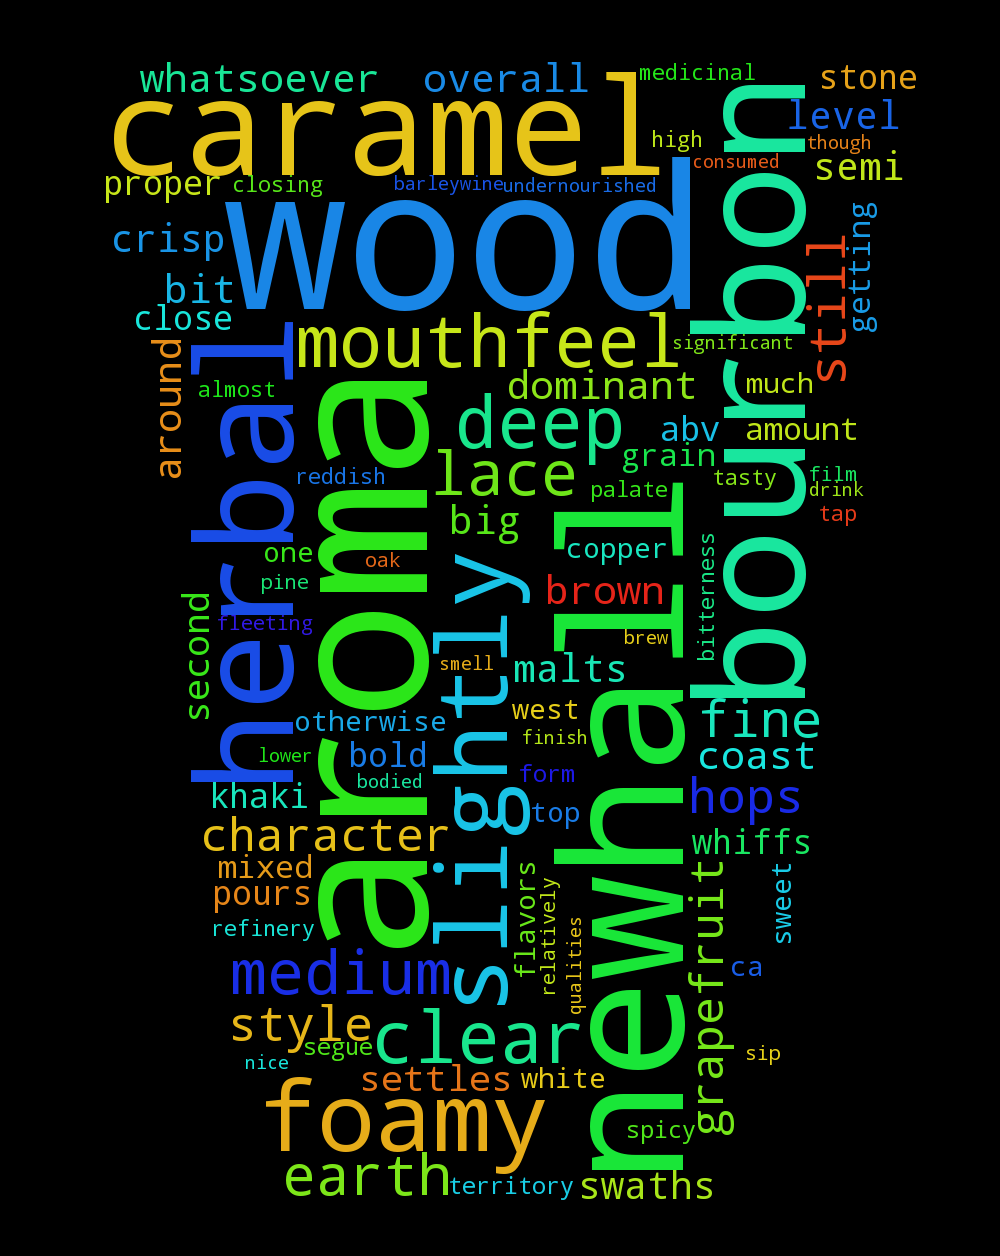 whatsoever
overall
medicinal
stone
caramel
bourbon
level
high
though
consumed
semi
proper
closing
barleywine
undernourished
wood
crisp
getting
still
bit
close
mouthfeel
significant
herbal
around
almost
aroma
dominant
much
deep
abv
amount
lace
grain
reddish
palate
tasty
film
drink
tap
big
newhall
one
oak
copper
bitterness
pine
slightly
brown
second
fleeting
brew
smell
malts
otherwise
west
fine
lower
bold
finish
coast
bodied
form
khaki
top
hops
character
whiffs
mixed
pours
flavors
relatively
grapefruit
sweet
refinery
qualities
medium
ca
style
segue
clear
nice
sip
settles
white
foamy
spicy
earth
territory
swaths